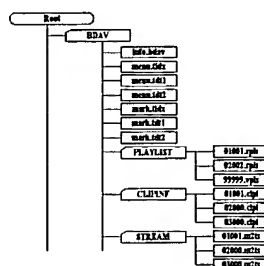 Root
BDAV
info.bdav
menu.tidx
menu.tdt1
menu.tdt2
mark.tidx
mark.tdt1
mark.tdt2
PLAYLIST
01001.rpls
02002.rpls
99999.vpls
CLIPINF
01001.clpi
02000.clpi
03000.clpi
STREAM
01001.m2ts
02000.m2ts
03000.m2ts